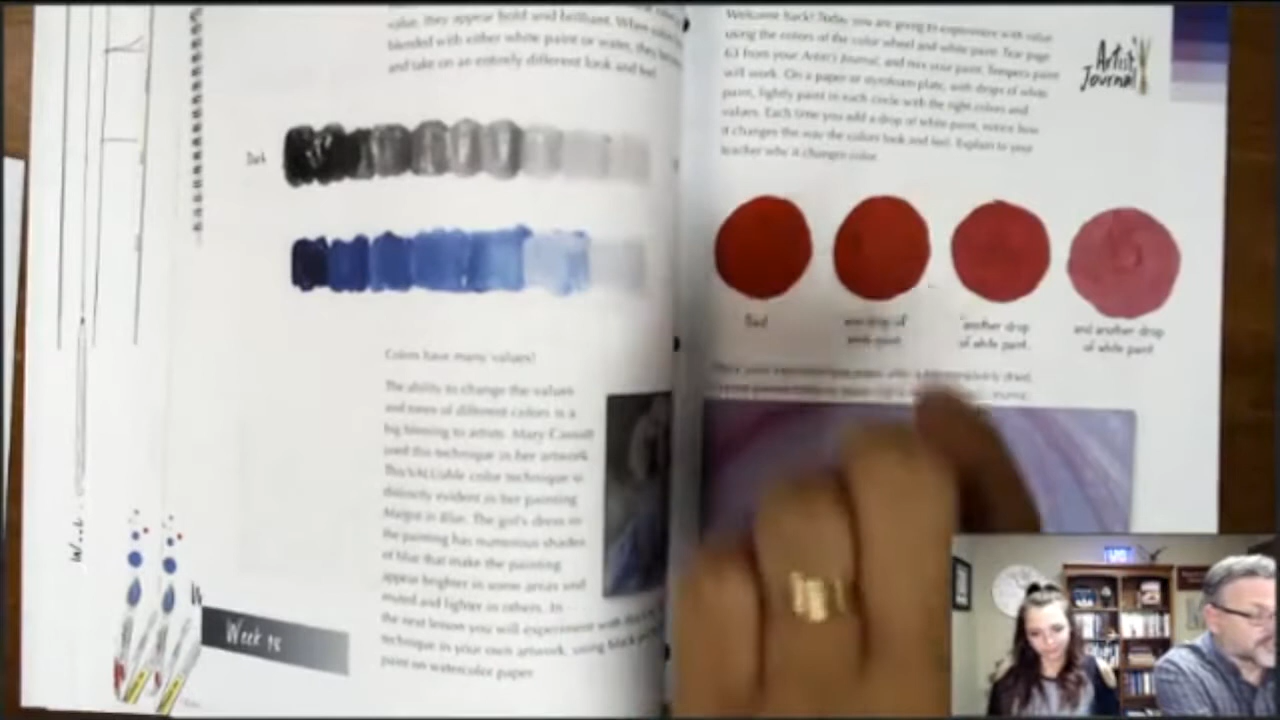 value, they appear bold and brilliant. When
blended with either white paint or water, they
and take on an entirely different look and feel.
Dark
Colors have many values!
The ability to change the values
and tones of different colors is a
big blessing to artists. Mary Cassatt
used this technique in her artwork.
This VALUable color technique is
distinctly evident in her painting
Margot in Blue. The girl's dress in
the painting has numerous shades
of blue that make the painting
appear brighter in some areas and
muted and lighter in others. In
the next lesson you will experiment with this
technique in your own artwork, using black
paint on watercolor paper.
Week 18
Welcome back! Today you are going to experiment with value
using the colors of the color wheel and white paint. Tear page
63 from your Artist's Journal, and mix your paint. Tempera paint
will work. On a paper or styrofoam plate, with drops of white
paint, lightly paint in each circle with the right colors and
values. Each time you add a drop of white paint, notice how
it changes the way the colors look and feel. Explain to your
teacher why it changes color.
Artist's
Journal
Red
one drop of
white paint
another drop
of white paint
and another drop
of white paint
completely dried,